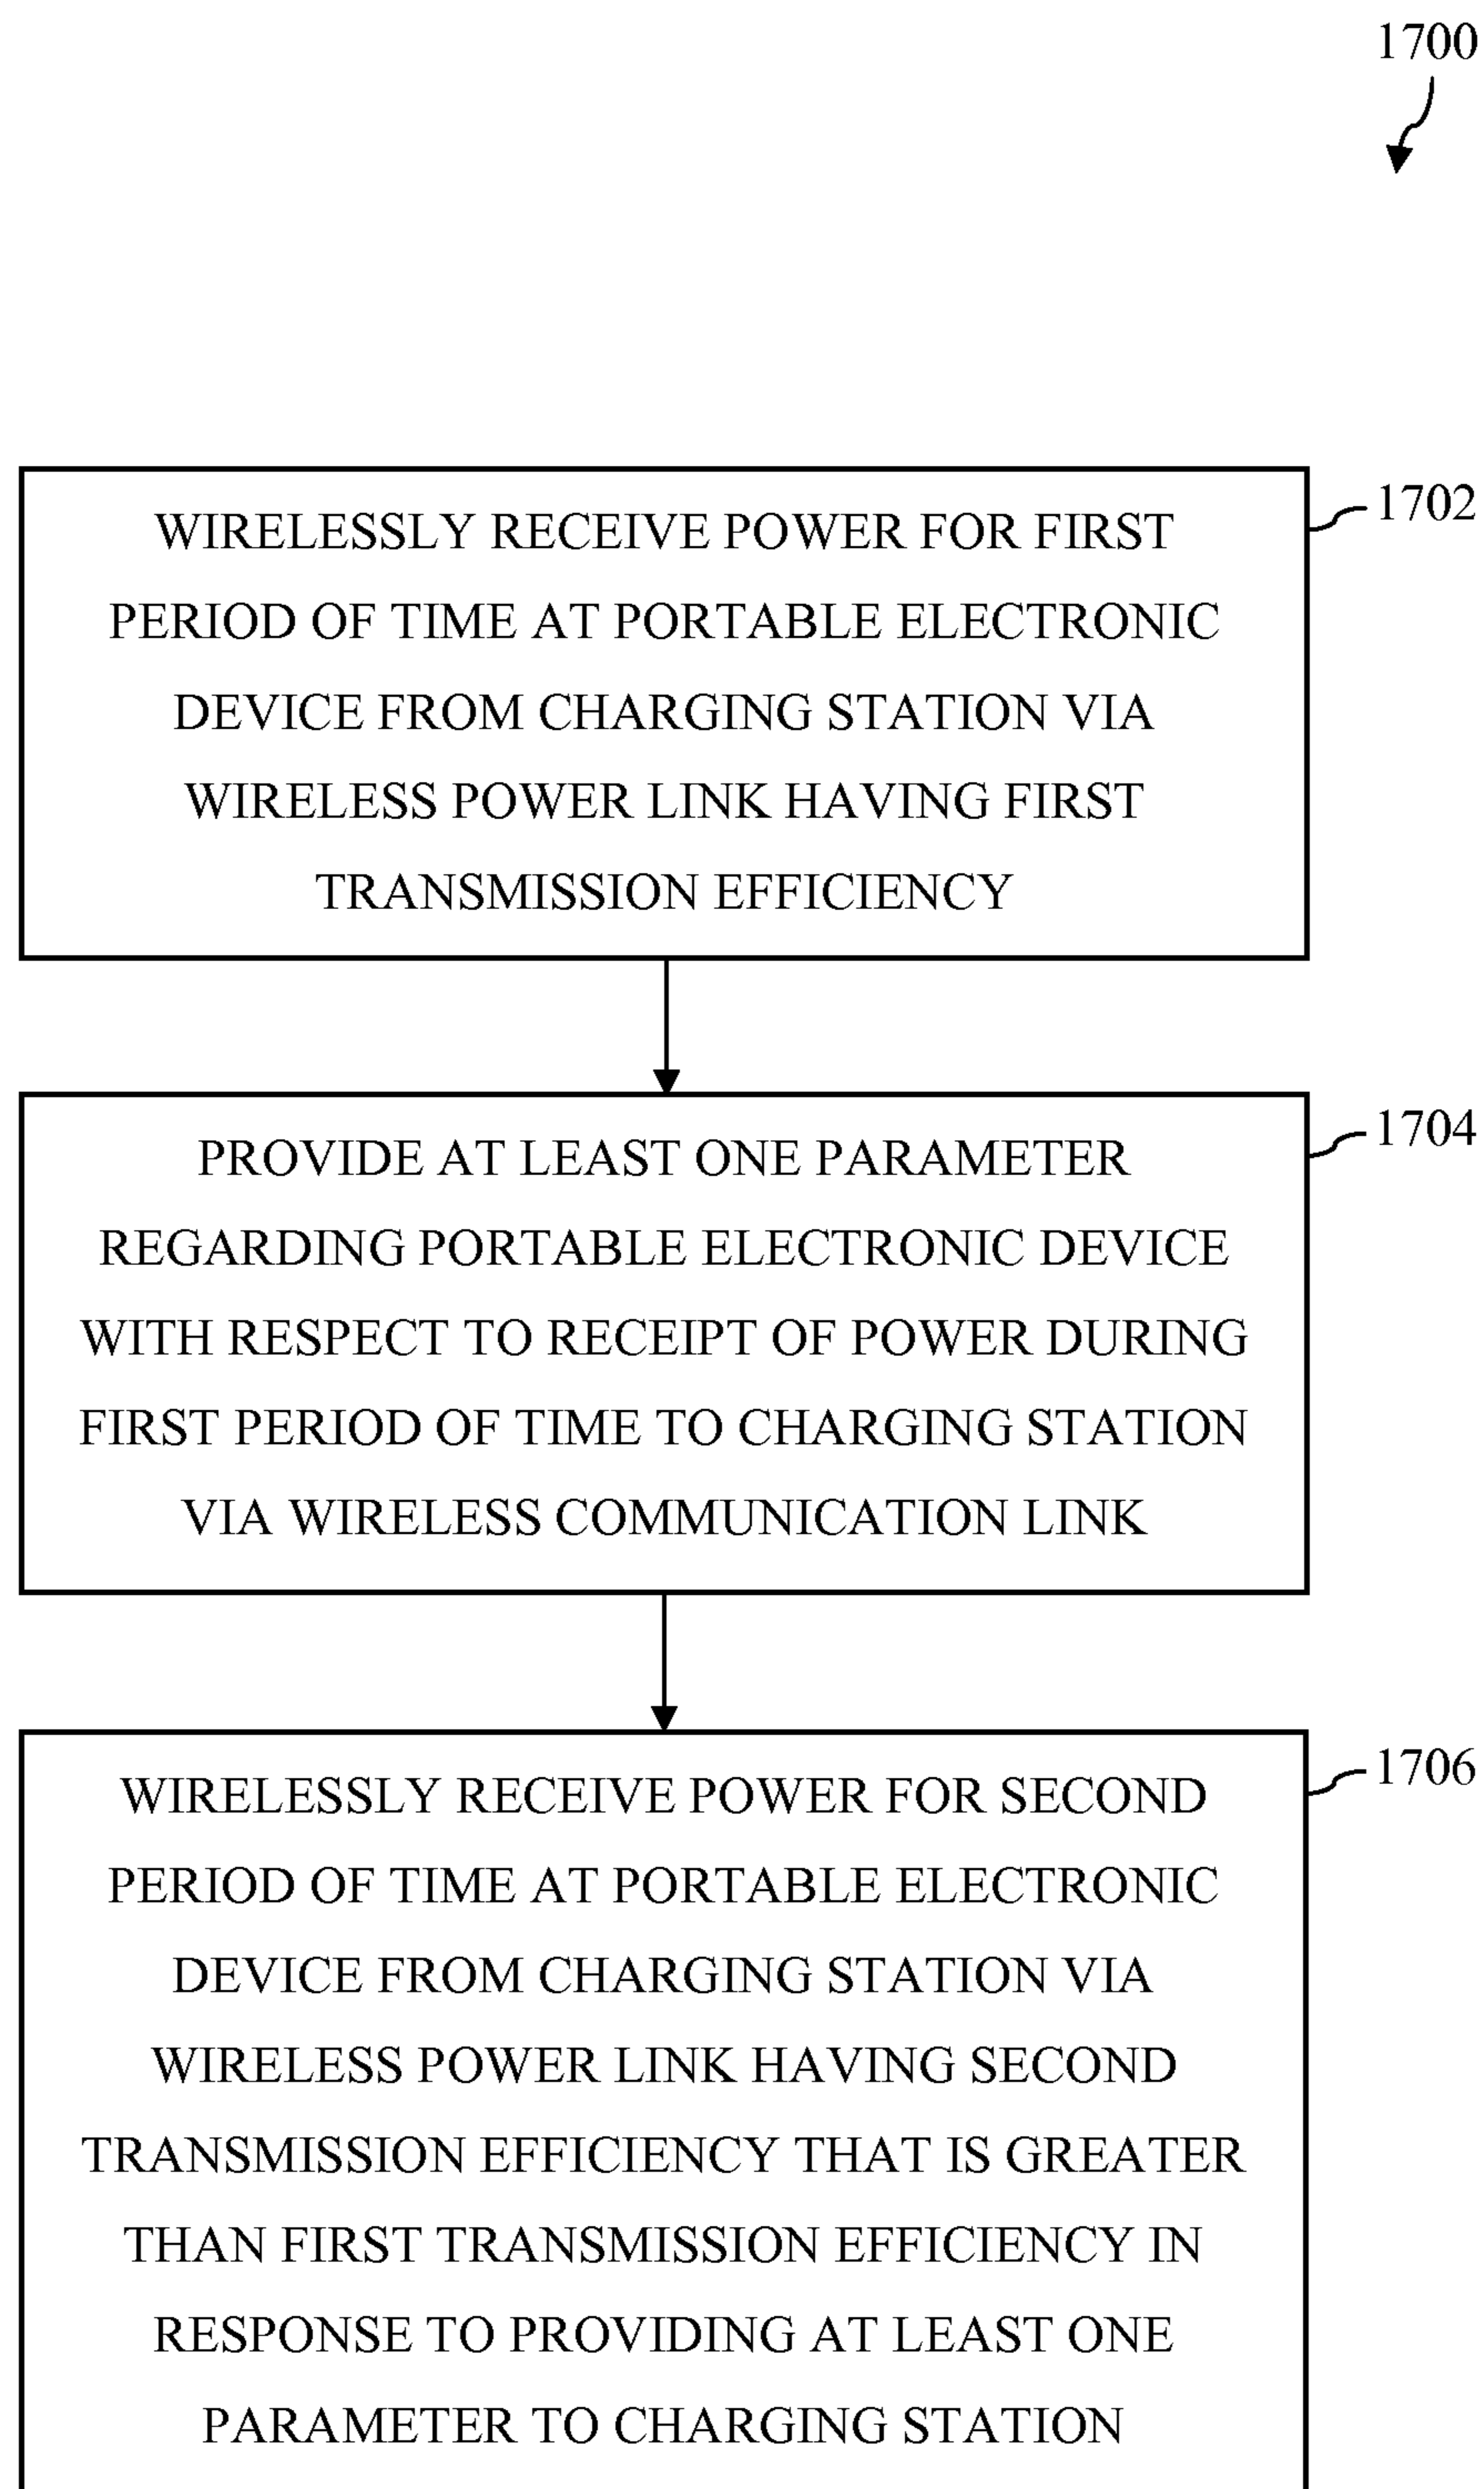 1700
WIRELESSLY RECEIVE POWER FOR FIRST
1702
PERIOD OF TIME AT PORTABLE ELECTRONIC
DEVICE FROM CHARGING STATION VIA
WIRELESS POWER LINK HAVING FIRST
TRANSMISSION EFFICIENCY
PROVIDE AT LEAST ONE PARAMETER
1704
REGARDING PORTABLE ELECTRONIC DEVICE
WITH RESPECT TO RECEIPT OF POWER DURING
FIRST PERIOD OF TIME TO CHARGING STATION
VIA WIRELESS COMMUNICATION LINK
WIRELESSLY RECEIVE POWER FOR SECOND
1706
PERIOD OF TIME AT PORTABLE ELECTRONIC
DEVICE FROM CHARGING STATION VIA
WIRELESS POWER LINK HAVING SECOND
TRANSMISSION EFFICIENCY THAT IS GREATER
THAN FIRST TRANSMISSION EFFICIENCY IN
RESPONSE TO PROVIDING AT LEAST ONE
PARAMETER TO CHARGING STATION